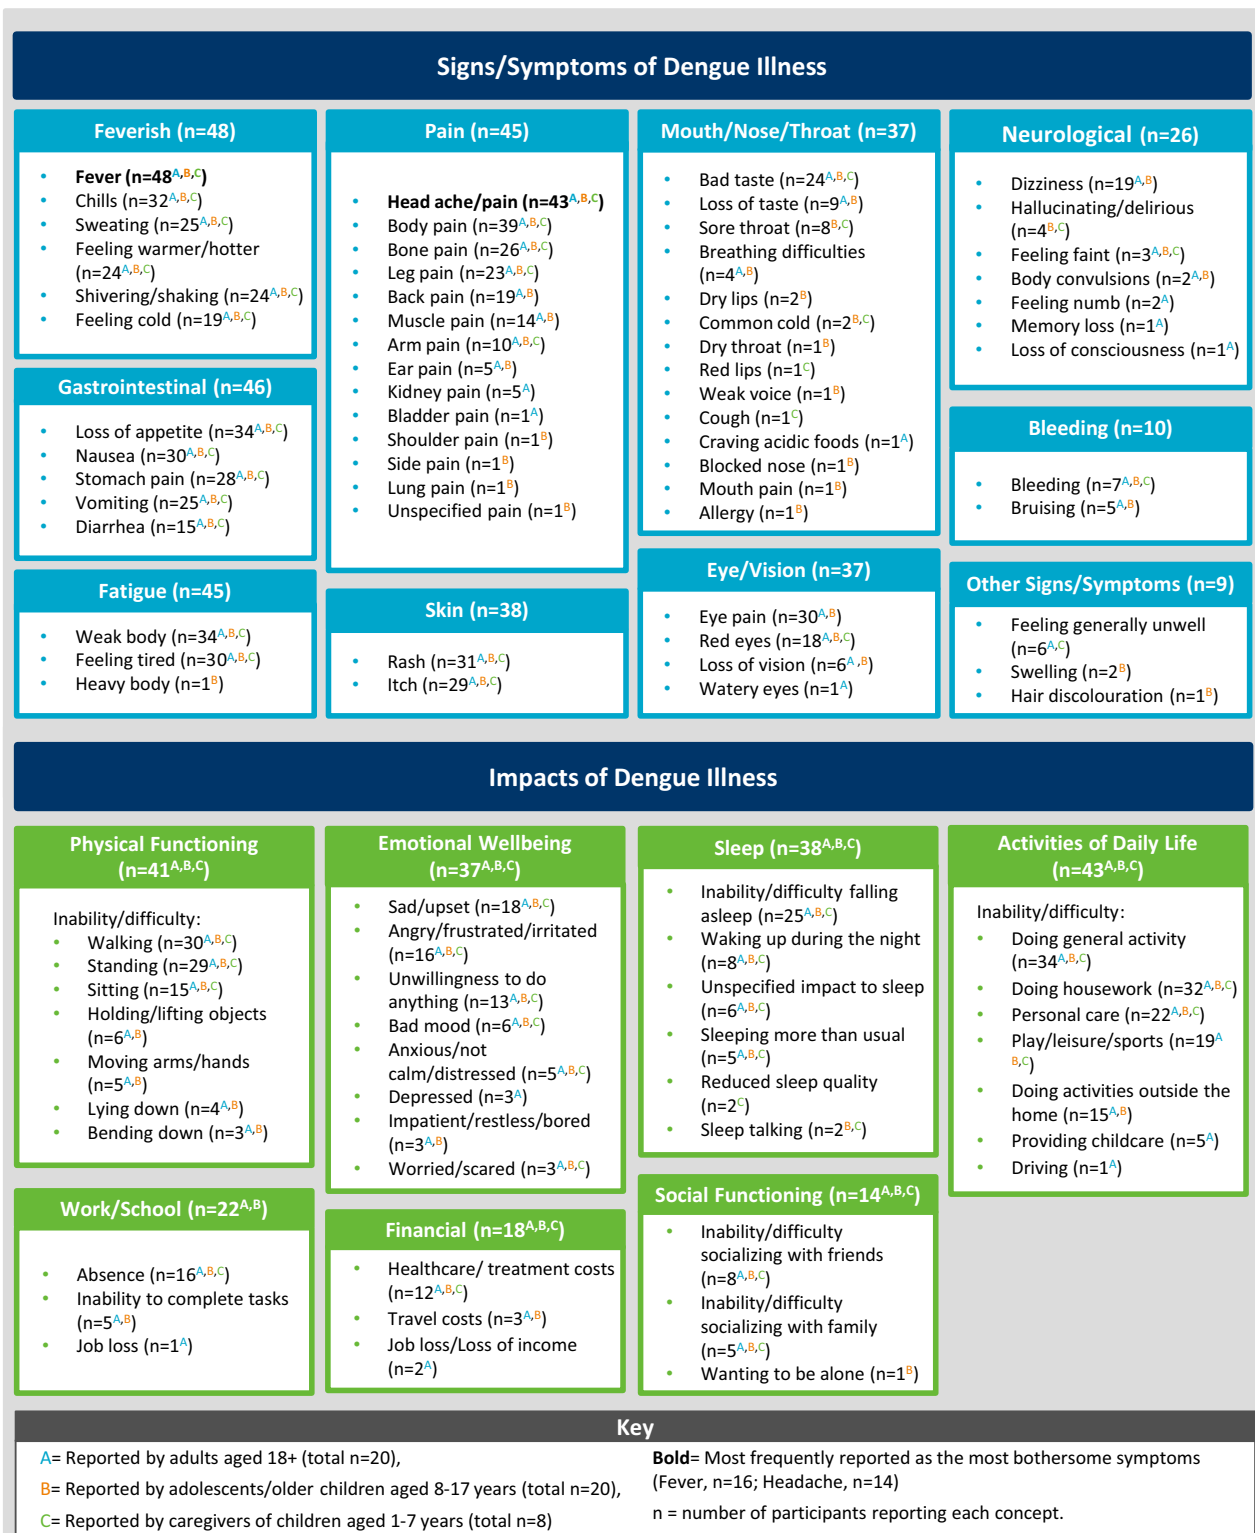 Signs/Symptoms of Dengue Illness
Feverish (n=48)
• Fever (n=48A,B,C)
• Chills (n=32A,B,C)
• Sweating (n=25A,B,C)
• Feeling warmer/hotter
(n=24A,B,C)
• Shivering/shaking (n=24A,B,C)
• Feeling cold (n=19A,B,C)
Gastrointestinal (n=46)
• Loss of appetite (n=34A,B,C)
• Nausea (n=30A,B,C)
• Stomach pain (n=28A,B,C)
• Vomiting (n=25A,B,C)
• Diarrhea (n=15A,B,C)
Fatigue (n=45)
• Weak body (n=34A,B,C)
• Feeling tired (n=30A,B,C)
• Heavy body (n=1B)
Pain (n=45)
• Head ache/pain (n=43A,B,C)
• Body pain (n=39A,B,C)
• Bone pain (n=26A,B,C)
• Leg pain (n=23A,B,C)
• Back pain (n=19A,B)
• Muscle pain (n=14A,B)
• Arm pain (n=10A,B,C)
• Ear pain (n=5A,B)
• Kidney pain (n=5A)
• Bladder pain (n=1A)
• Shoulder pain (n=1B)
• Side pain (n=1B)
• Lung pain (n=1B)
• Unspecified pain (n=1B)
Skin (n=38)
• Rash (n=31A,B,C)
• Itch (n=29A,B,C)
Mouth/Nose/Throat (n=37)
• Bad taste (n=24A,B,C)
• Loss of taste (n=9A,B)
• Sore throat (n=8B,C)
• Breathing difficulties
(n=4A,B)
• Dry lips (n=2B)
• Common cold (n=2B,C)
• Dry throat (n=1B)
• Red lips (n=1C)
• Weak voice (n=1B)
• Cough (n=1C)
• Craving acidic foods (n=1A)
• Blocked nose (n=1B)
• Mouth pain (n=1B)
• Allergy (n=1B)
Eye/Vision (n=37)
• Eye pain (n=30A,B)
• Red eyes (n=18A,B,C)
• Loss of vision (n=6A ,B)
• Watery eyes (n=1A)
Neurological (n=26)
• Dizziness (n=19A,B)
• Hallucinating/delirious
(n=4B,C)
• Feeling faint (n=3A,B,C)
• Body convulsions (n=2A,B)
• Feeling numb (n=2A)
• Memory loss (n=1A)
• Loss of consciousness (n=1A)
Bleeding (n=10)
• Bleeding (n=7A,B,C)
• Bruising (n=5A,B)
Other Signs/Symptoms (n=9)
• Feeling generally unwell
(n=6A,C)
• Swelling (n=2B)
• Hair discolouration (n=1B)
Impacts of Dengue Illness
Physical Functioning
(n=41A,B,C)
Inability/difficulty:
• Walking (n=30A,B,C)
• Standing (n=29A,B,C)
• Sitting (n=15A,B,C)
• Holding/lifting objects
(n=6A,B)
• Moving arms/hands
(n=5A,B)
• Lying down (n=4A,B)
• Bending down (n=3A,B)
Work/School (n=22A,B)
• Absence (n=16A,B,C)
• Inability to complete tasks
(n=5A,B)
• Job loss (n=1A)
Emotional Wellbeing
(n=37A,B,C)
• Sad/upset (n=18A,B,C)
• Angry/frustrated/irritated
(n=16A,B,C)
• Unwillingness to do
anything (n=13A,B,C)
• Bad mood (n=6A,B,C)
• Anxious/not
calm/distressed (n=5A,B,C)
• Depressed (n=3A)
• Impatient/restless/bored
(n=3A,B)
• Worried/scared (n=3A,B,C)
Financial (n=18A,B,C)
• Healthcare/ treatment costs
(n=12A,B,C)
• Travel costs (n=3A,B)
• Job loss/Loss of income
(n=2A)
Sleep (n=38A,B,C)
• Inability/difficulty falling
asleep (n=25A,B,C)
• Waking up during the night
(n=8A,B,C)
• Unspecified impact to sleep
(n=6A,B,C)
• Sleeping more than usual
(n=5A,B,C)
• Reduced sleep quality
(n=2C)
• Sleep talking (n=2B,C)
Social Functioning (n=14A,B,C)
• Inability/difficulty
socializing with friends
(n=8A,B,C)
• Inability/difficulty
socializing with family
(n=5A,B,C)
• Wanting to be alone (n=1B)
Activities of Daily Life
(n=43A,B,C)
Inability/difficulty:
• Doing general activity
(n=34A,B,C)
• Doing housework (n=32A,B,C)
• Personal care (n=22A,B,C)
• Play/leisure/sports (n=19A
B,C)
• Doing activities outside the
home (n=15A,B)
• Providing childcare (n=5A)
• Driving (n=1A)
Key
A= Reported by adults aged 18+ (total n=20),
B= Reported by adolescents/older children aged 8-17 years (total n=20),
C= Reported by caregivers of children aged 1-7 years (total n=8)
Bold= Most frequently reported as the most bothersome symptoms
(Fever, n=16; Headache, n=14)
n = number of participants reporting each concept.